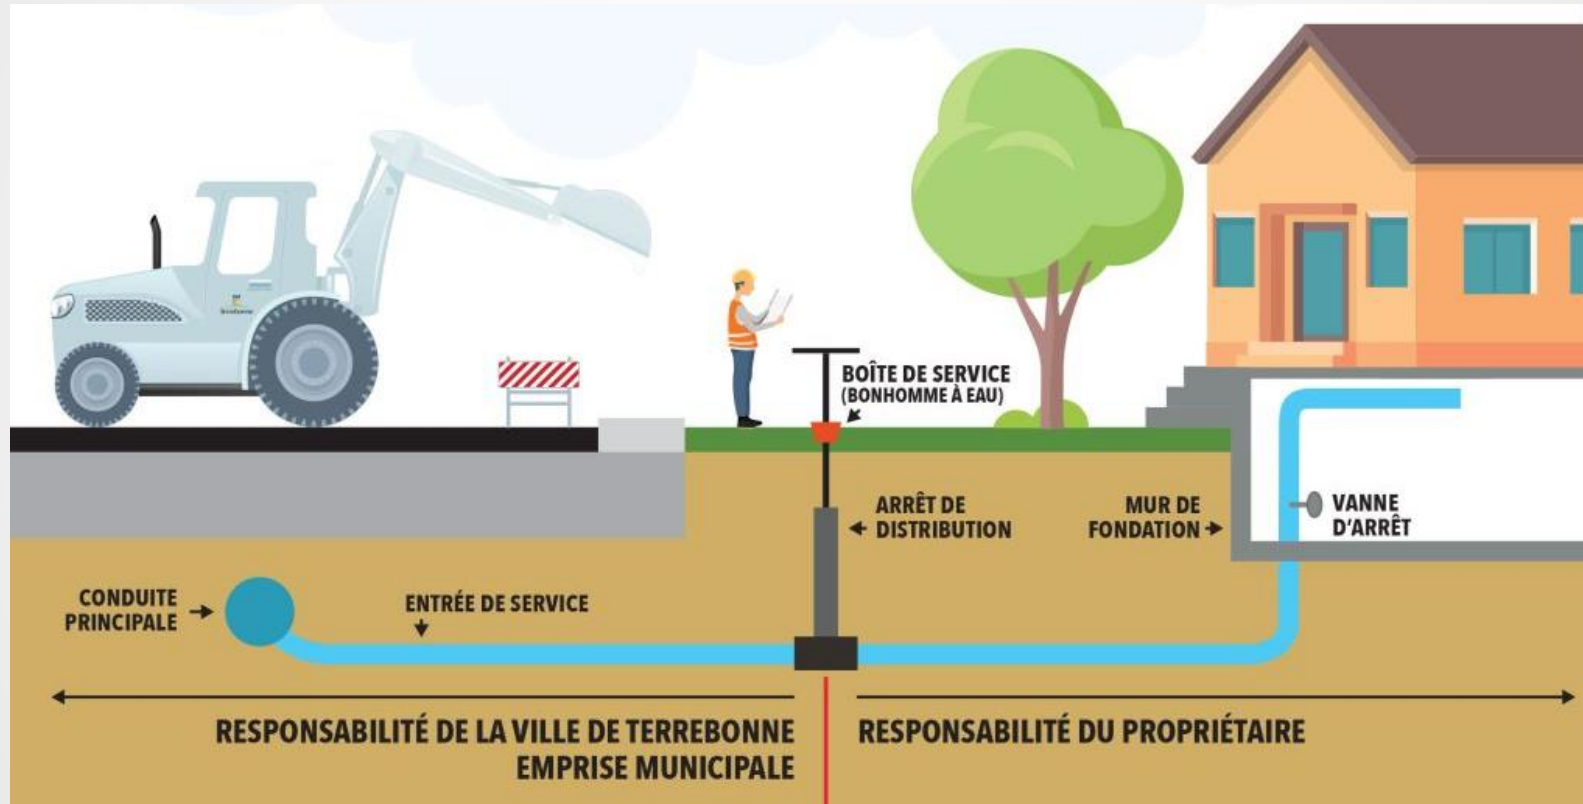 BOÎTE DE SERVICE
(BONHOMME À EAU)
ARRÊT DE
DISTRIBUTION
MUR DE
FONDATION
VANNE
D'ARRÊT
CONDUITE
PRINCIPALE
ENTRÉE DE SERVICE
RESPONSABILITÉ DE LA VILLE DE TERREBONNE
EMPRISE MUNICIPALE
RESPONSABILITÉ DU PROPRIÉTAIRE